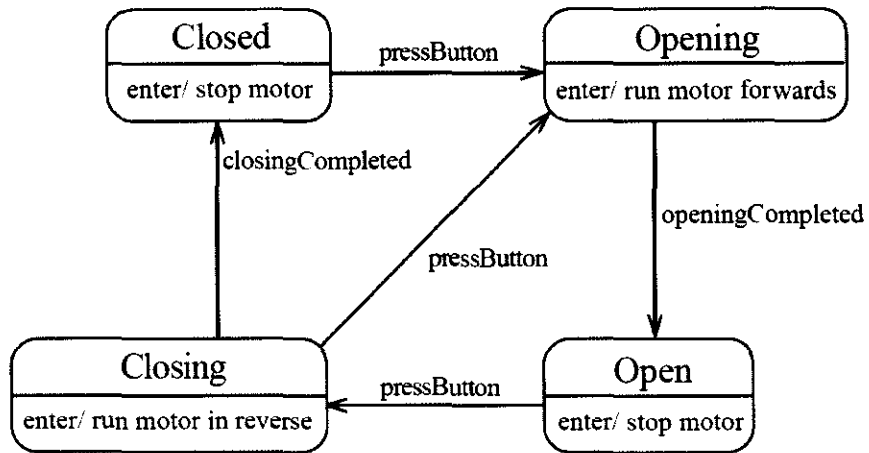 Closed
enter/ stop motor
pressButton
Opening
enter/ run motor forwards
closingCompleted
openingCompleted
pressButton
Closing
enter/ run motor in reverse
pressButton
Open
enter/ stop motor